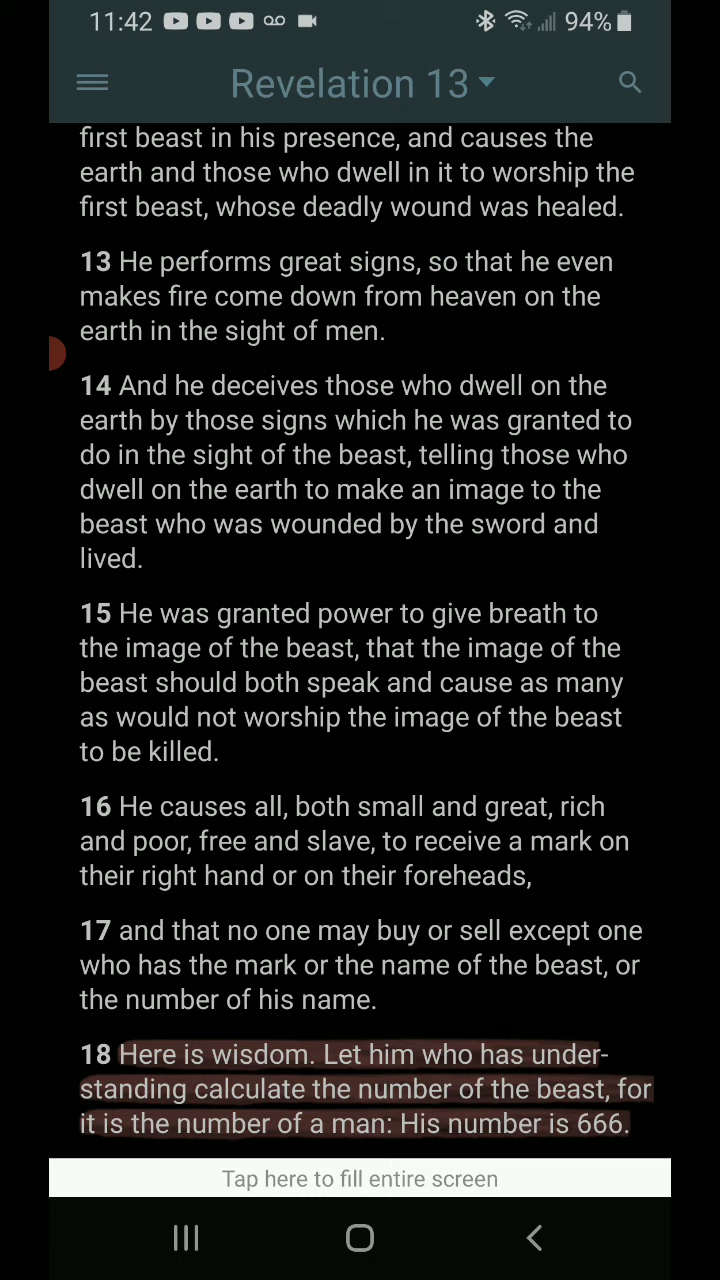 11:42 94%
Revelation 13
first beast in his presence, and causes the
earth and those who dwell in it to worship the
first beast, whose deadly wound was healed.
13 He performs great signs, so that he even
makes fire come down from heaven on the
earth in the sight of men.
14 And he deceives those who dwell on the
earth by those signs which he was granted to
do in the sight of the beast, telling those who
dwell on the earth to make an image to the
beast who was wounded by the sword and
lived.
15 He was granted power to give breath to
the image of the beast, that the image of the
beast should both speak and cause as many
as would not worship the image of the beast
to be killed.
16 He causes all, both small and great, rich
and poor, free and slave, to receive a mark on
their right hand or on their foreheads,
17 and that no one may buy or sell except one
who has the mark or the name of the beast, or
the number of his name.
18 Here is wisdom. Let him who has under-
standing calculate the number of the beast, for
it is the number of a man: His number is 666.
Tap here to fill entire screen